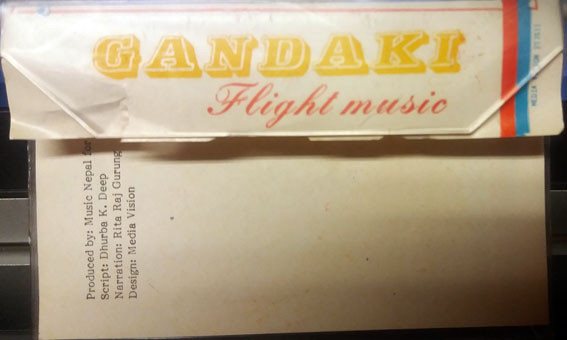 GANDAKI
Flight music
Produced by: Music Nepal for
Script: Dhurba K. Deep
Narration: Rita Raj Gurung
Design: Media Vision